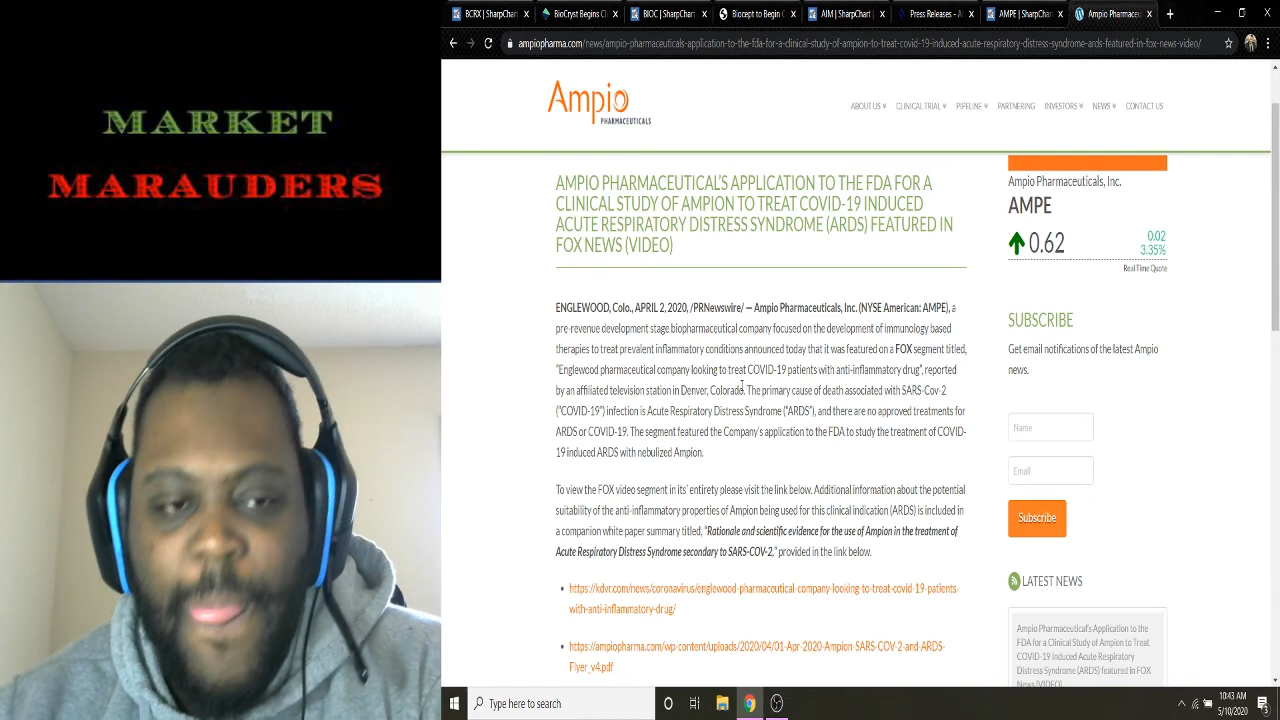 BCRX | SharpChar
BioCryst Begins Cl
BIOC | SharpChart
Biocept to Accept
AIM | SharpChart
Press Releases - A
AMPE | SharpChar
Ampio Pharmaceu
ampiopharma.com/news/ampio-pharmaceuticals-application-to-the-fda-for-a-clinical-study-of-ampion-to-treat-covid-19-induced-acute-respiratory-distress-syndrome-ards-featured-in-fox-news-video/
MARKET
MARAUDERS
Ampio
PHARMACEUTICALS
ABOUT US
CLINICAL TRIAL
PIPELINE
PARTNERING
INVESTORS
NEWS
CONTACT US
AMPIO PHARMACEUTICAL'S APPLICATION TO THE FDA FOR A
CLINICAL STUDY OF AMPION TO TREAT COVID-19 INDUCED
ACUTE RESPIRATORY DISTRESS SYNDROME (ARDS) FEATURED IN
FOX NEWS (VIDEO)
ENGLEWOOD, Colo., APRIL 2, 2020, /PRNewswire/ — Ampio Pharmaceuticals, Inc. (NYSE American: AMPE), a
pre-revenue development stage biopharmaceutical company focused on the development of immunology based
therapies to treat prevalent inflammatory conditions announced today that it was featured on a FOX segment titled,
"Englewood pharmaceutical company looking to treat COVID-19 patients with anti-inflammatory drug", reported
by an affiliated television station in Denver, Colorado. The primary cause of death associated with SARS-Cov-2
("COVID-19") infection is Acute Respiratory Distress Syndrome ("ARDS"), and there are no approved treatments for
ARDS or COVID-19. The segment featured the Company's application to the FDA to study the treatment of COVID-
19 induced ARDS with nebulized Ampion.
To view the FOX video segment in its' entirety please visit the link below. Additional information about the potential
suitability of the anti-inflammatory properties of Ampion being used for this clinical indication (ARDS) is included in
a companion white paper summary titled, "Rationale and scientific evidence for the use of Ampion in the treatment of
Acute Respiratory Distress Syndrome secondary to SARS-COV-2," provided in the link below.
• https://kdvr.com/news/coronavirus/englewood-pharmaceutical-company-looking-to-treat-covid-19-patients-
with-anti-inflammatory-drug/
• https://ampiopharma.com/wp-content/uploads/2020/04/01-Apr-2020-Ampion-SARS-COV-2-and-ARDS-
Flyer_v4.pdf
Ampio Pharmaceuticals, Inc.
AMPE
0.62
0.02
3.35%
Real Time Quote
SUBSCRIBE
Get email notifications of the latest Ampio
news.
Name
Email
Subscribe
LATEST NEWS
Ampio Pharmaceutical's Application to the
FDA for a Clinical Study of Ampion to Treat
COVID-19 Induced Acute Respiratory
Distress Syndrome (ARDS) featured in FOX
News (VIDEO)
Type here to search
10:43 AM
5/10/2020
3